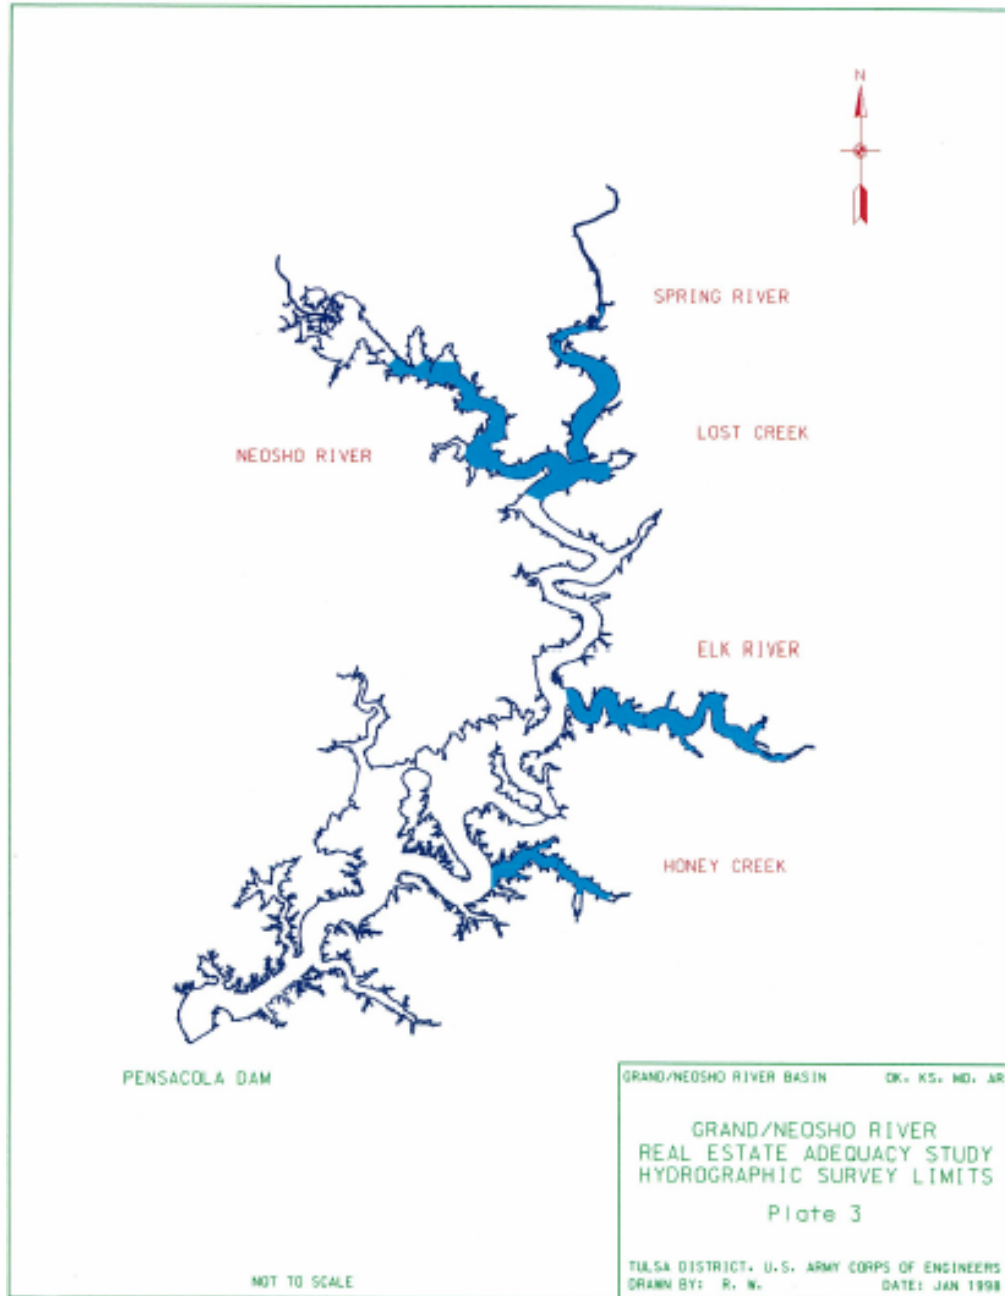 N
SPRING RIVER
LOST CREEK
NEOSHO RIVER
ELK RIVER
HONEY CREEK
PENSACOLA DAM
GRAND/NEOSHO RIVER BASIN OK. KS. MO. AR
GRAND/NEOSHO RIVER
REAL ESTATE ADEQUACY STUDY
HYDROGRAPHIC SURVEY LIMITS
Plate 3
NOT TO SCALE
TULSA DISTRICT. U.S. ARMY CORPS OF ENGINEERS
DRAWN BY: R. W. DATE: JAN 1998